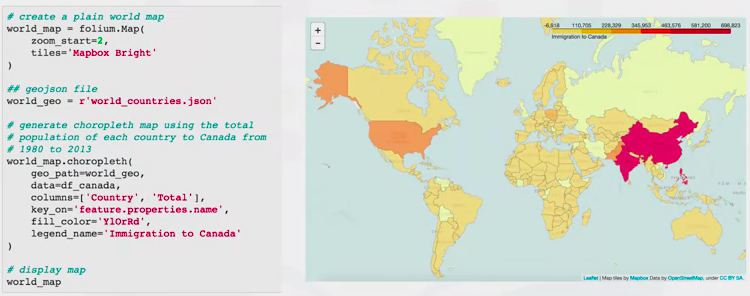 # create a plain world map
world_map = folium.Map(
    zoom_start=2,
    tiles='Mapbox Bright'
)
## geojson file
world_geo = r'world_countries.json'
# generate choropleth map using the total
# population of each country to Canada from
# 1980 to 2013
world_map.choropleth(
    geo_path=world_geo,
    data=df_canada,
    columns=['Country', 'Total'],
    key_on='feature.properties.name',
    fill_color='YlOrRd',
    legend_name='Immigration to Canada'
)
# display map
world_map
+
-
-6,918 110,705 228,329 345,953 463,576 581,200 698,823
Immigration to Canada
Leaflet | Map tiles by Mapbox Data by OpenStreetMap, under CC BY SA.